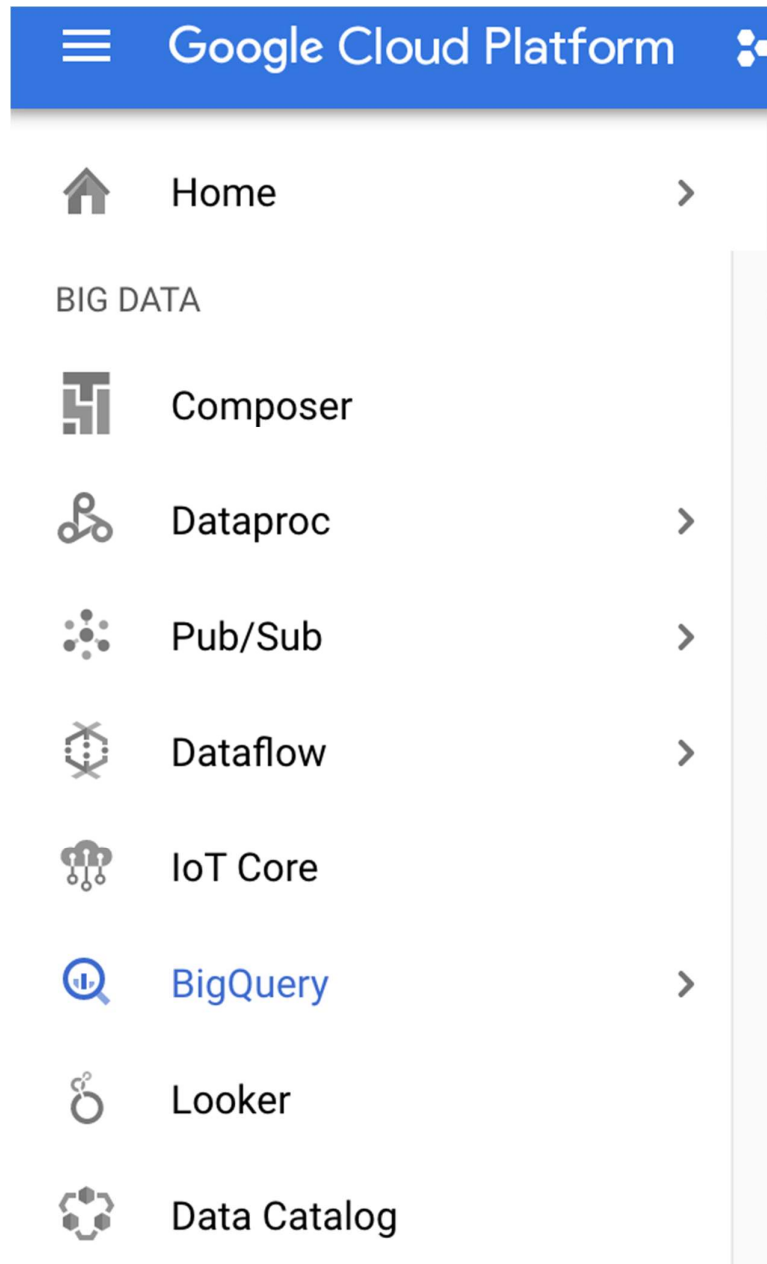 Google Cloud Platform
Home
BIG DATA
Composer
Dataproc
Pub/Sub
Dataflow
IoT Core
BigQuery
Looker
Data Catalog